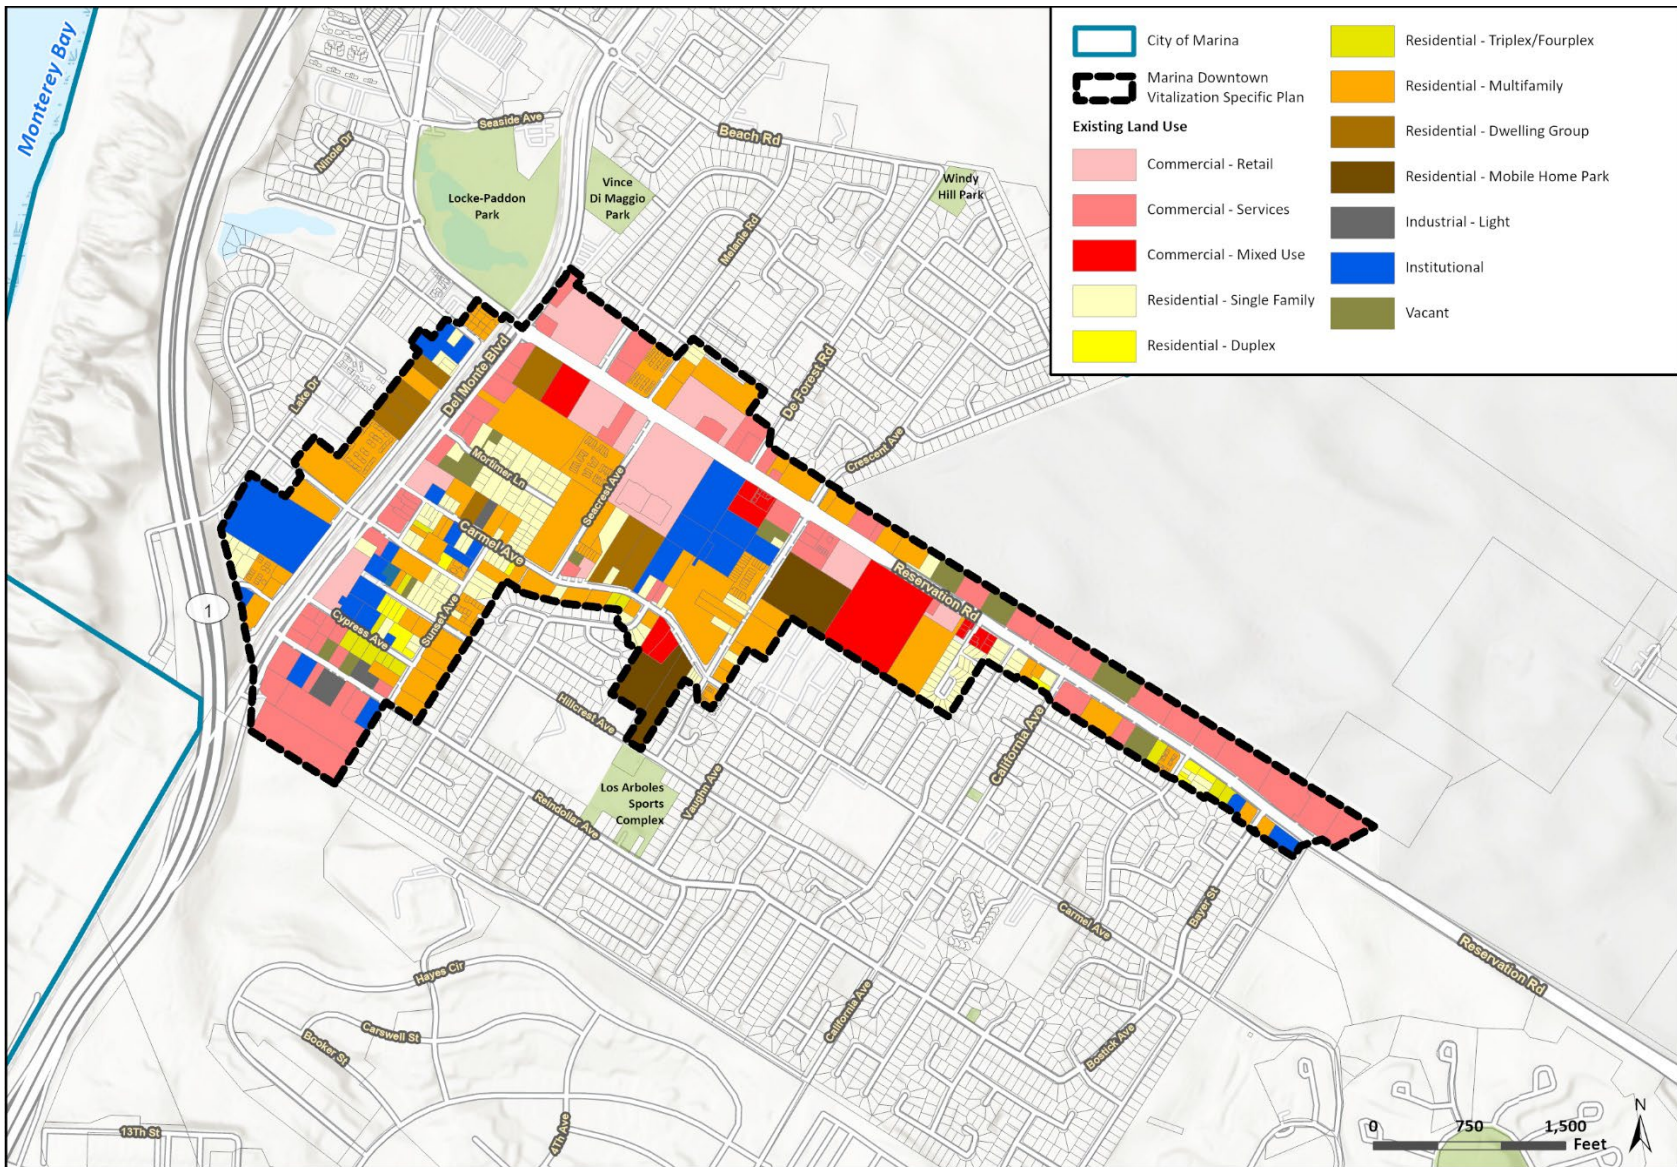 Monterey Bay
City of Marina
Marina Downtown
Vitalization Specific Plan
Existing Land Use
Commercial - Retail
Commercial - Services
Commercial - Mixed Use
Residential - Single Family
Residential - Duplex
Residential - Triplex/Fourplex
Residential - Multifamily
Residential - Dwelling Group
Residential - Mobile Home Park
Industrial - Light
Institutional
Vacant
Seaside Ave
Beach Rd
Ninole Dr
Locke-Paddon
Park
Vince
Di Maggio
Park
Windy
Hill Park
Melanie Rd
De Forest Rd
Del Monte Blvd
Lake Dr
Crescent Ave
Mortimer Ln
Seacrest Ave
Carmel Ave
Reservation Rd
1
Cypress Ave
Sunset Ave
Hillcrest Ave
California Ave
Los Arboles
Sports
Complex
Vaughn Ave
Reindollar Ave
Carmel Ave
Bayer St
Reservation Rd
Hayes Cir
Carswell St
Booker St
California Ave
Bostick Ave
13Th St
4Th Ave
0 750 1,500
Feet
N